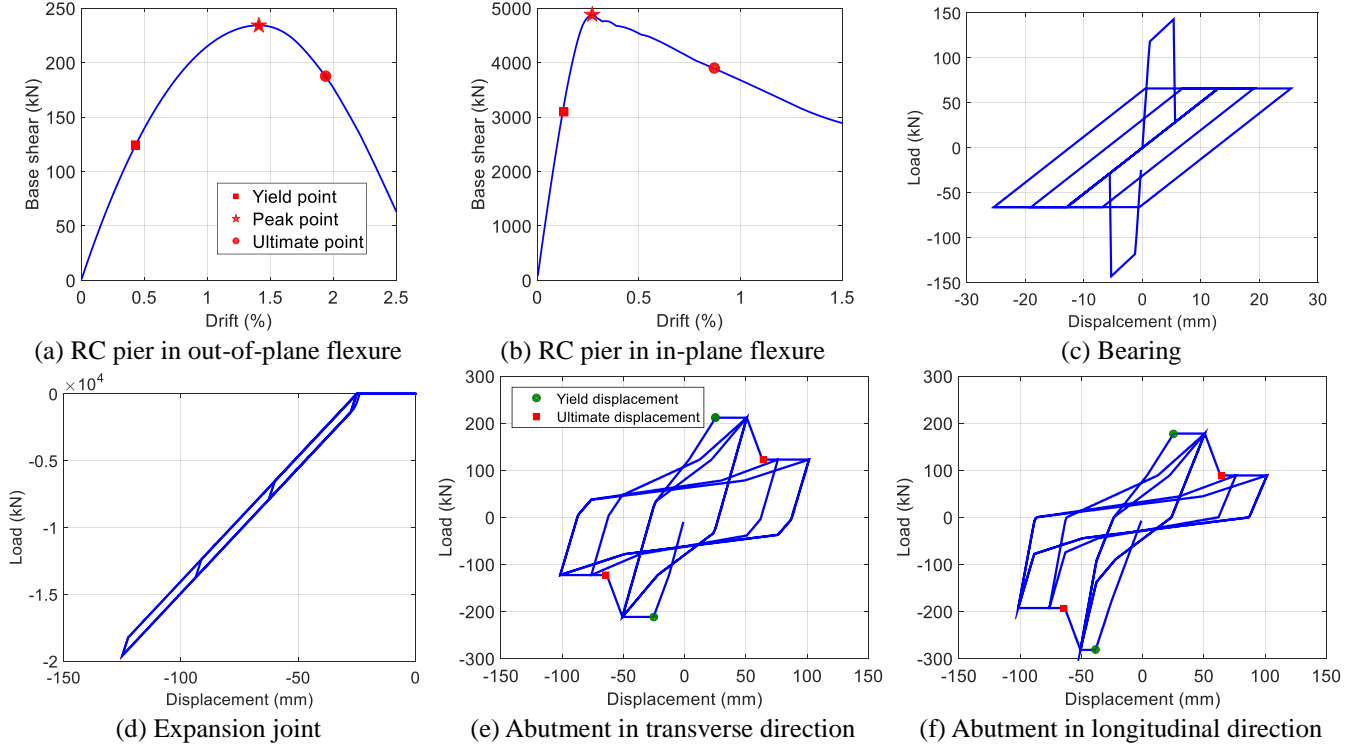 250
200
150
100
50
0
Base shear (kN)
0 0.5 1 1.5 2 2.5
Drift (%)
Yield point
Peak point
Ultimate point
(a) RC pier in out-of-plane flexure
5000
4000
3000
2000
1000
0
Base shear (kN)
0 0.5 1 1.5
Drift (%)
(b) RC pier in in-plane flexure
150
100
50
0
-50
-100
-150
Load (kN)
-30 -20 -10 0 10 20 30
Dispalcement (mm)
(c) Bearing
×10⁴
0
-0.5
-1
-1.5
-2
Load (kN)
-150 -100 -50 0
Displacement (mm)
(d) Expansion joint
300
200
100
0
-100
-200
-300
Load (kN)
-150 -100 -50 0 50 100 150
Displacement (mm)
Yield displacement
Ultimate displacement
(e) Abutment in transverse direction
300
200
100
0
-100
-200
-300
Load (kN)
-150 -100 -50 0 50 100 150
Displacement (mm)
(f) Abutment in longitudinal direction